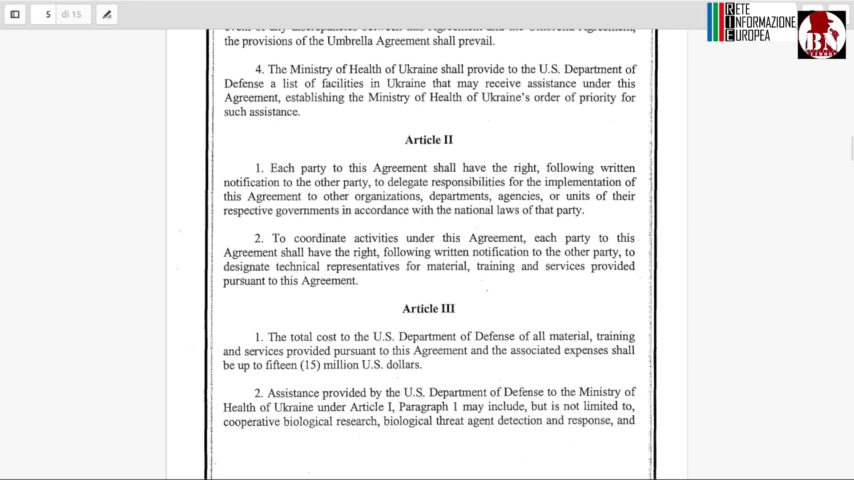 5 di 15
RETE
INFORMAZIONE
EUROPEA
BN
the provisions of the Umbrella Agreement shall prevail.
4. The Ministry of Health of Ukraine shall provide to the U.S. Department of
Defense a list of facilities in Ukraine that may receive assistance under this
Agreement, establishing the Ministry of Health of Ukraine's order of priority for
such assistance.
Article II
1. Each party to this Agreement shall have the right, following written
notification to the other party, to delegate responsibilities for the implementation of
this Agreement to other organizations, departments, agencies, or units of their
respective governments in accordance with the national laws of that party.
2. To coordinate activities under this Agreement, each party to this
Agreement shall have the right, following written notification to the other party, to
designate technical representatives for material, training and services provided
pursuant to this Agreement.
Article III
1. The total cost to the U.S. Department of Defense of all material, training
and services provided pursuant to this Agreement and the associated expenses shall
be up to fifteen (15) million U.S. dollars.
2. Assistance provided by the U.S. Department of Defense to the Ministry of
Health of Ukraine under Article I, Paragraph 1 may include, but is not limited to,
cooperative biological research, biological threat agent detection and response, and